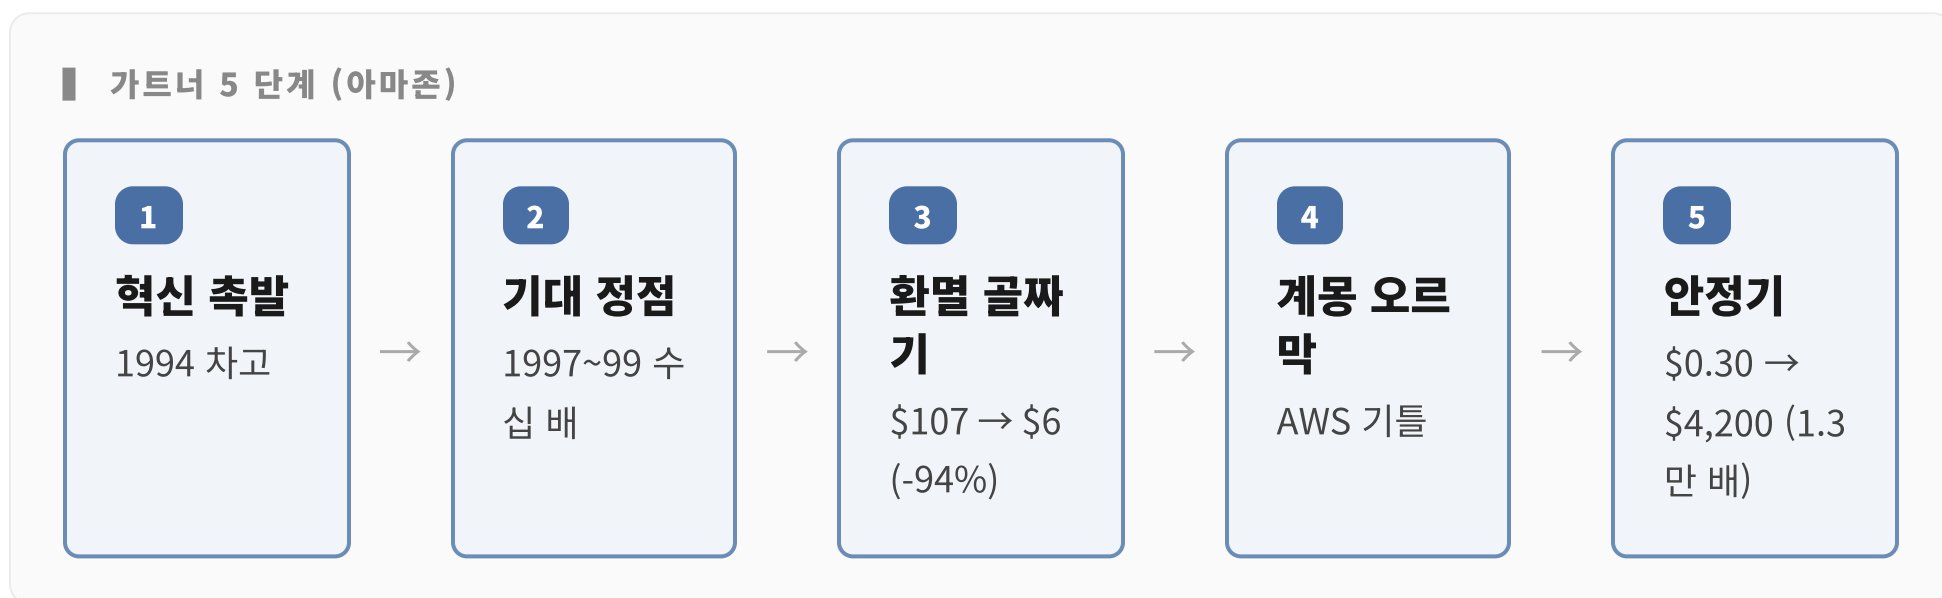 가트너 5 단계 (아마존)
1
혁신 촉발
1994 차고
→
2
기대 정점
1997~99 수
십 배
→
3
환멸 골짜
기
$107 → $6
(-94%)
→
4
계몽 오르
막
AWS 기틀
→
5
안정기
$0.30 →
$4,200 (1.3
만 배)